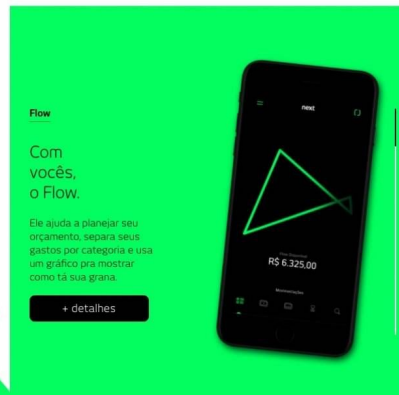 Flow
Com
vocês,
o Flow.
Ele ajuda a planejar seu
orçamento, separa seus
gastos por categoria e usa
um gráfico pra mostrar
como tá sua grana.
+ detalhes
next
R$ 6.325,00
Movimentações